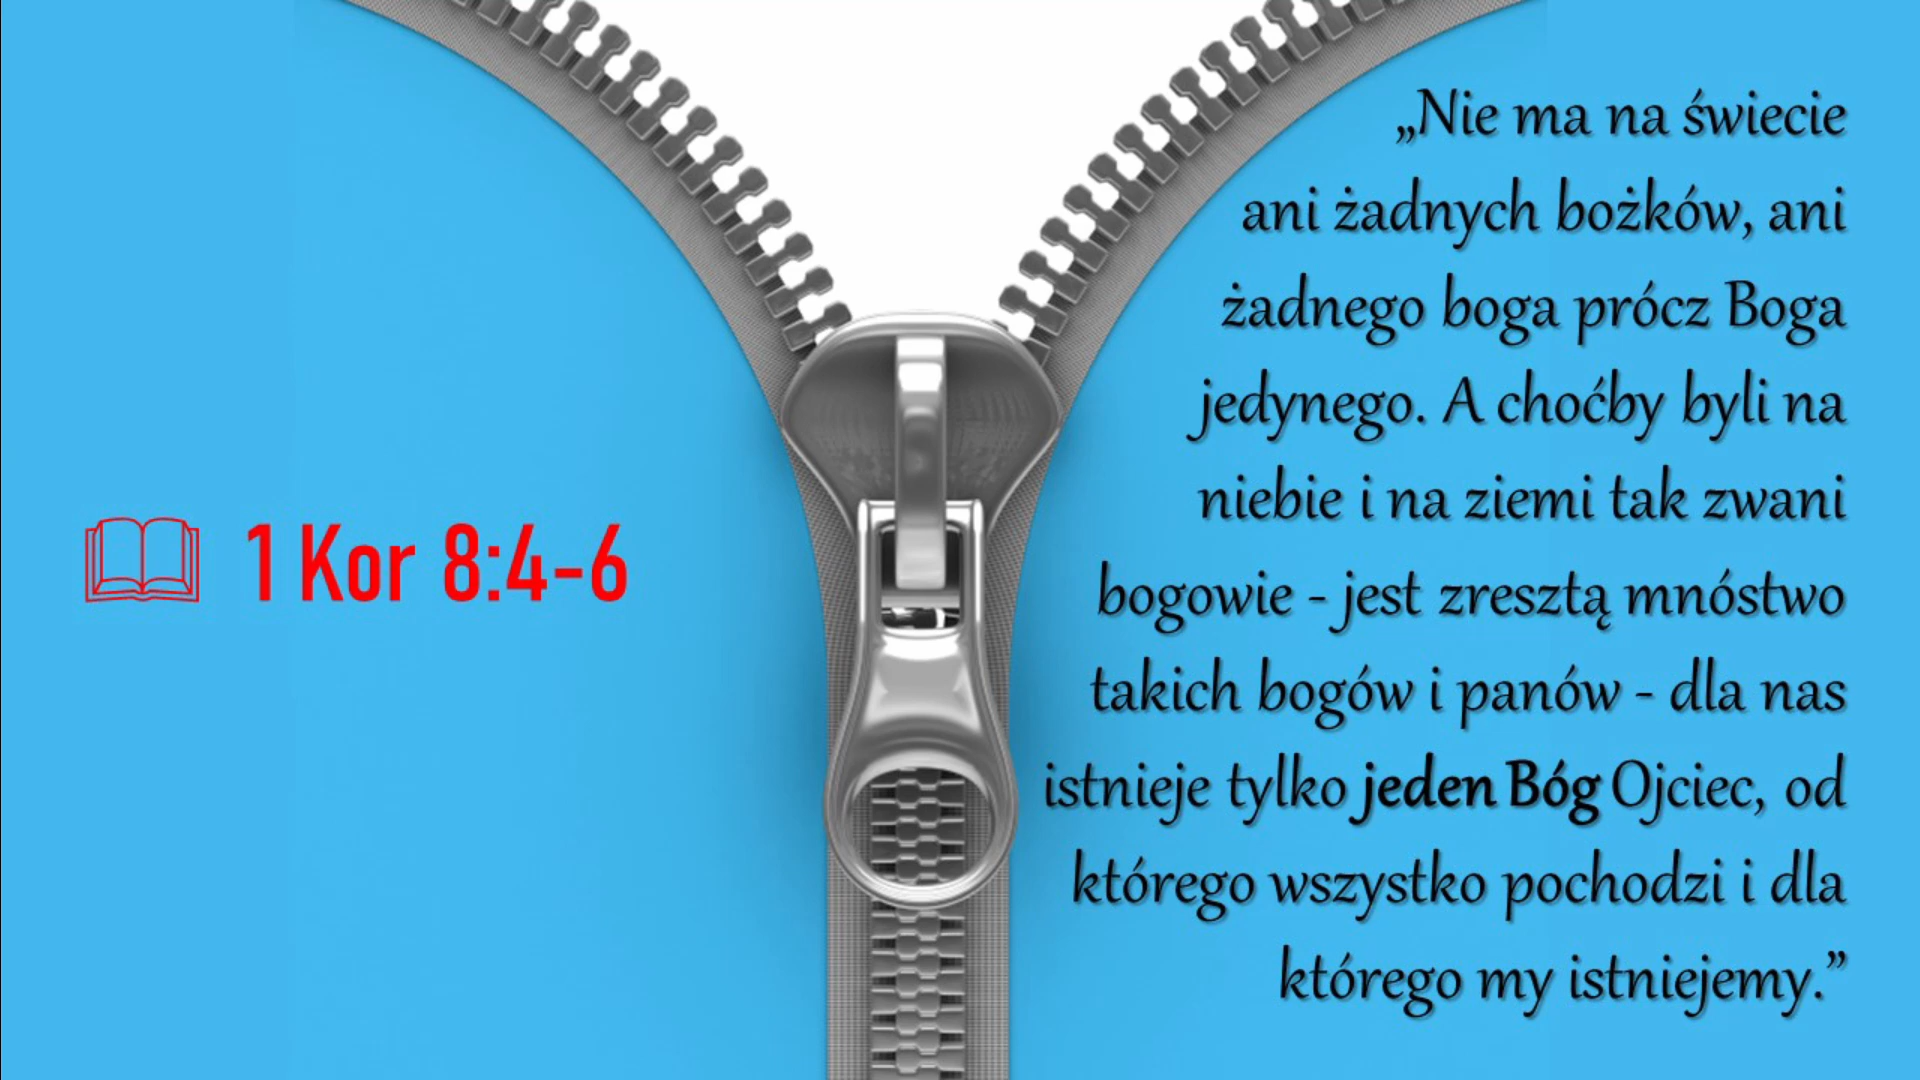 1 Kor 8:4-6
„Nie ma na świecie
ani żadnych bożków, ani
żadnego boga prócz Boga
jedynego. A choćby byli na
niebie i na ziemi tak zwani
bogowie - jest zresztą mnóstwo
takich bogów i panów - dla nas
istnieje tylko jeden Bóg Ojciec, od
którego wszystko pochodzi i dla
którego my istniejemy.”